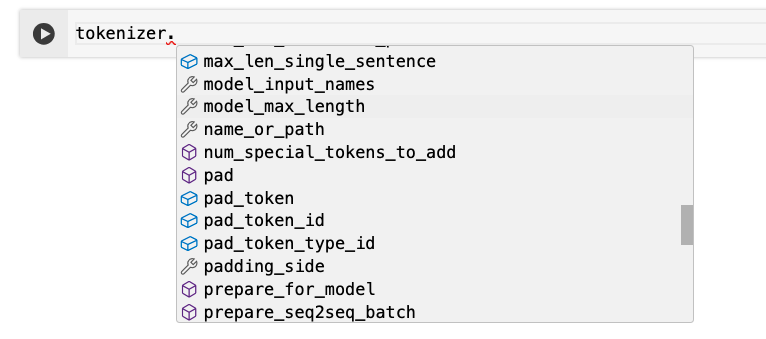 tokenizer.
max_len_single_sentence
model_input_names
model_max_length
name_or_path
num_special_tokens_to_add
pad
pad_token
pad_token_id
pad_token_type_id
padding_side
prepare_for_model
prepare_seq2seq_batch